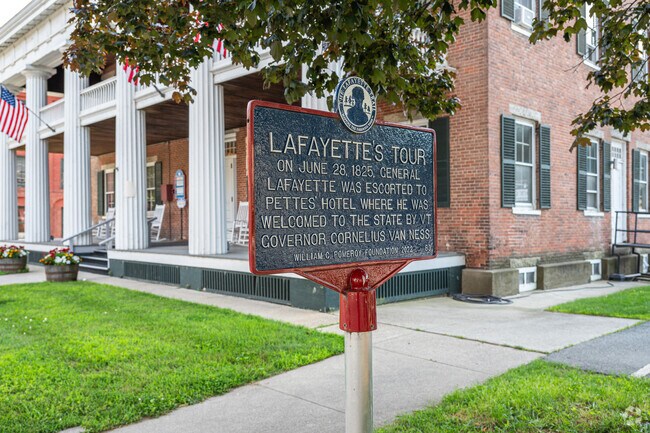 LAFAYETTE'S TOUR
ON JUNE 28, 1825, GENERAL
LAFAYETTE WAS ESCORTED TO
PETTES' HOTEL WHERE HE WAS
WELCOMED TO THE STATE BY VT
GOVERNOR CORNELIUS VAN NESS.
WILLIAM G. POMEROY FOUNDATION 2023